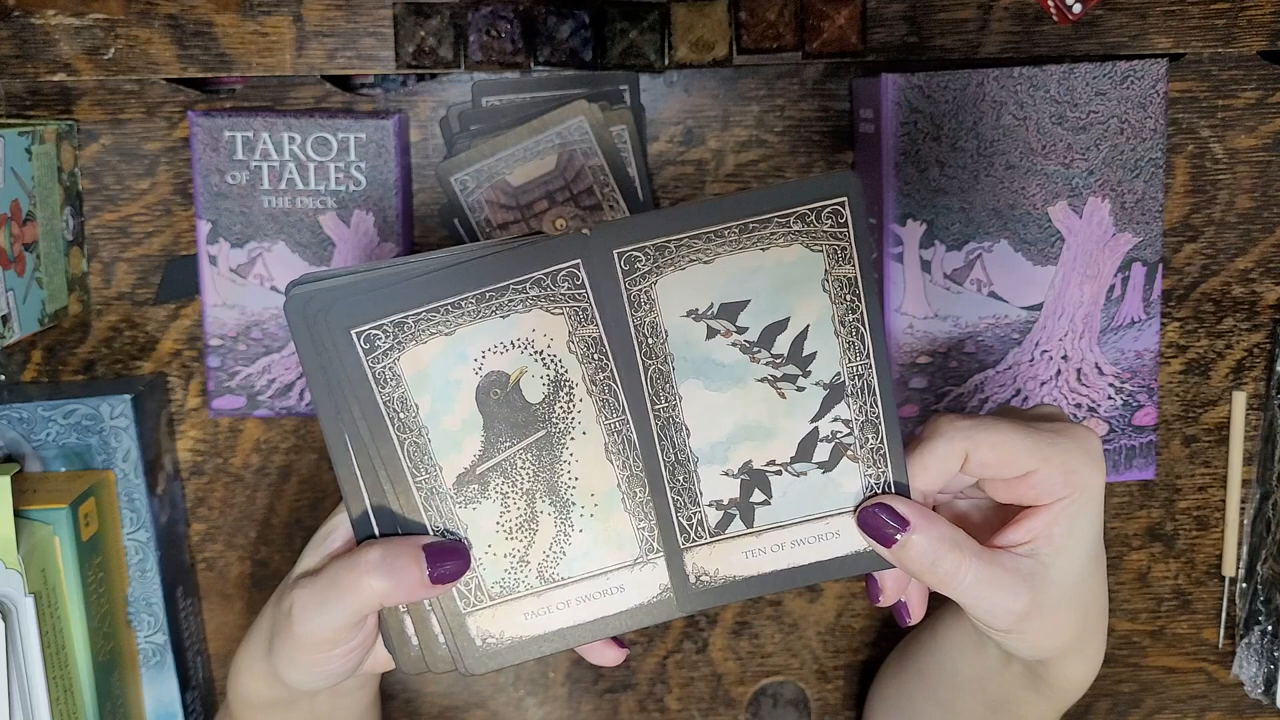 TAROT
OF TALES
THE DECK
PAGE OF SWORDS
TEN OF SWORDS